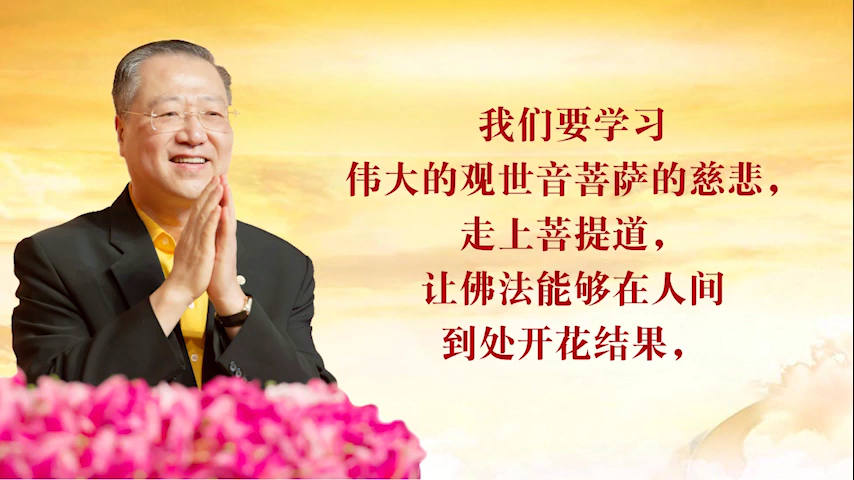 我们要学习
伟大的观世音菩萨的慈悲，
走上菩提道，
让佛法能够在人间
到处开花结果，